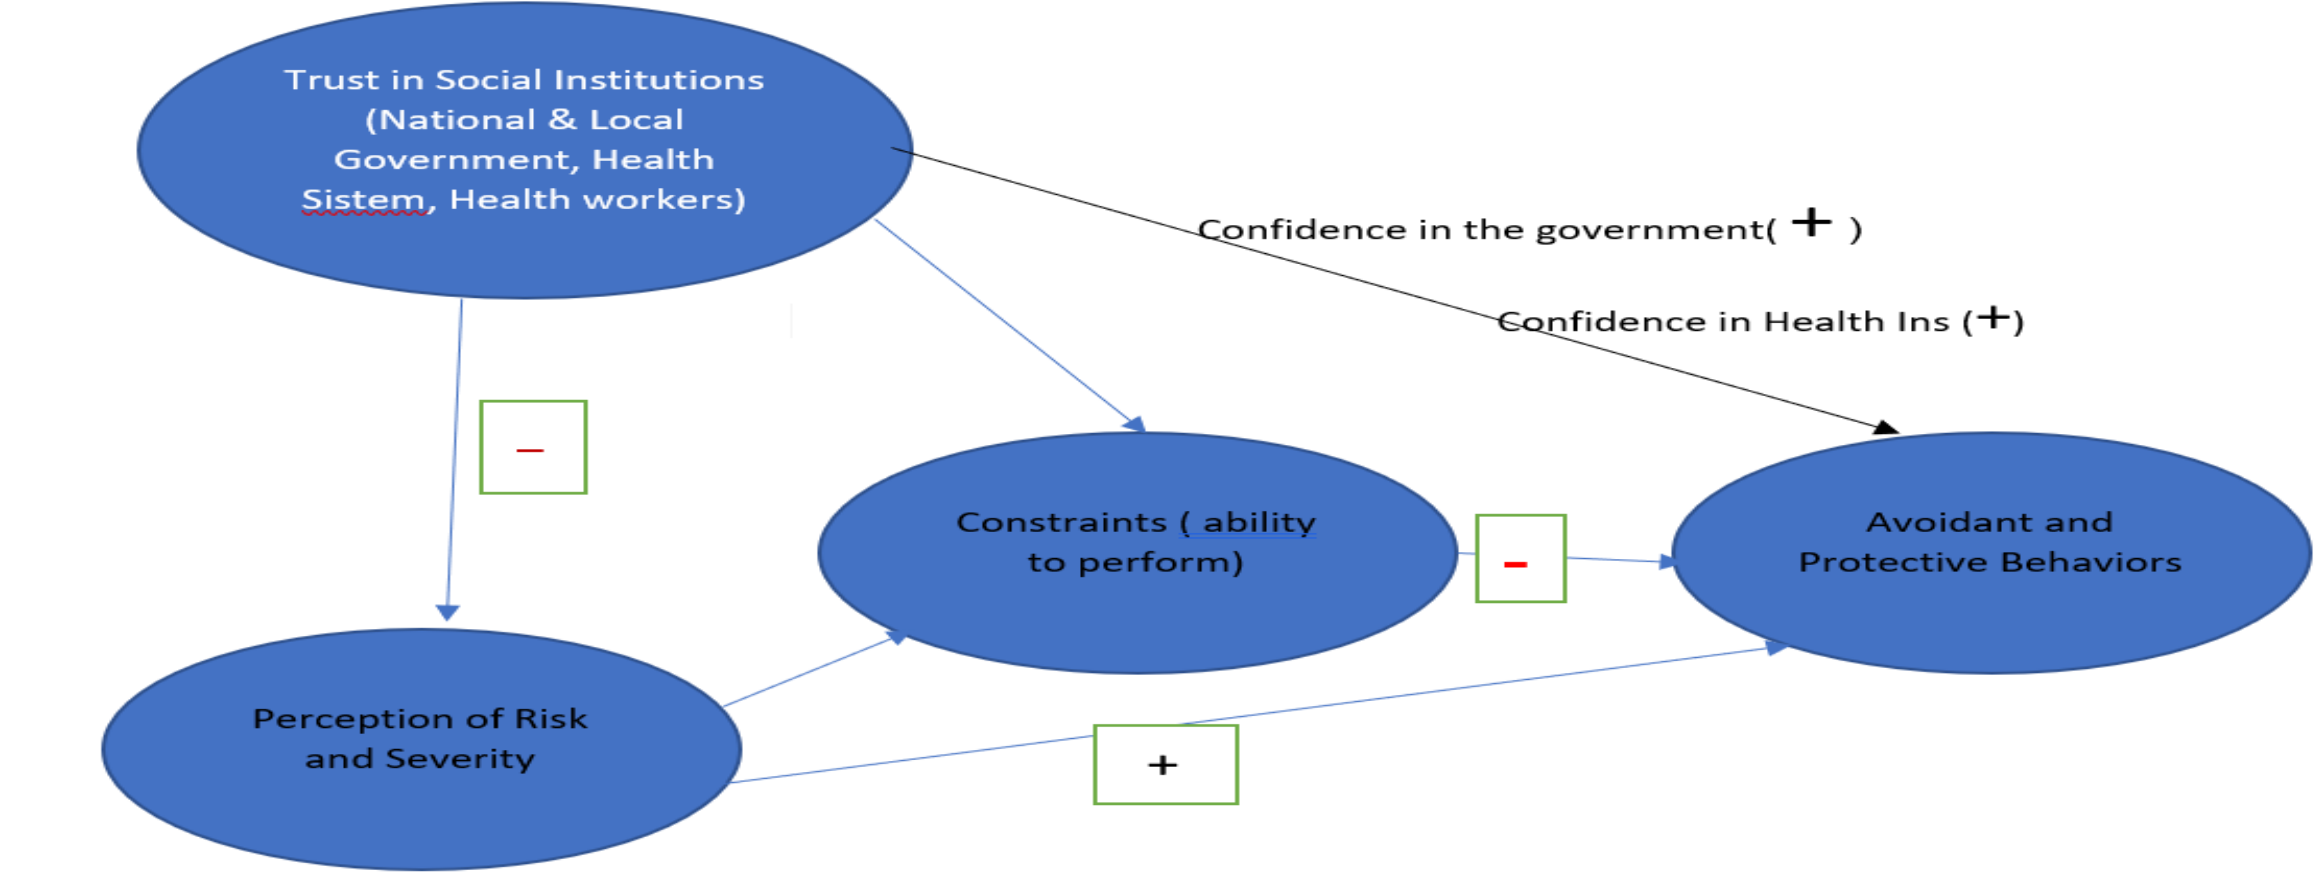 Trust in Social Institutions
(National & Local
Government, Health
Sistem, Health workers)
Confidence in the government( + )
Confidence in Health Ins (+)
–
Constraints ( ability
to perform)
–
Avoidant and
Protective Behaviors
Perception of Risk
and Severity
+